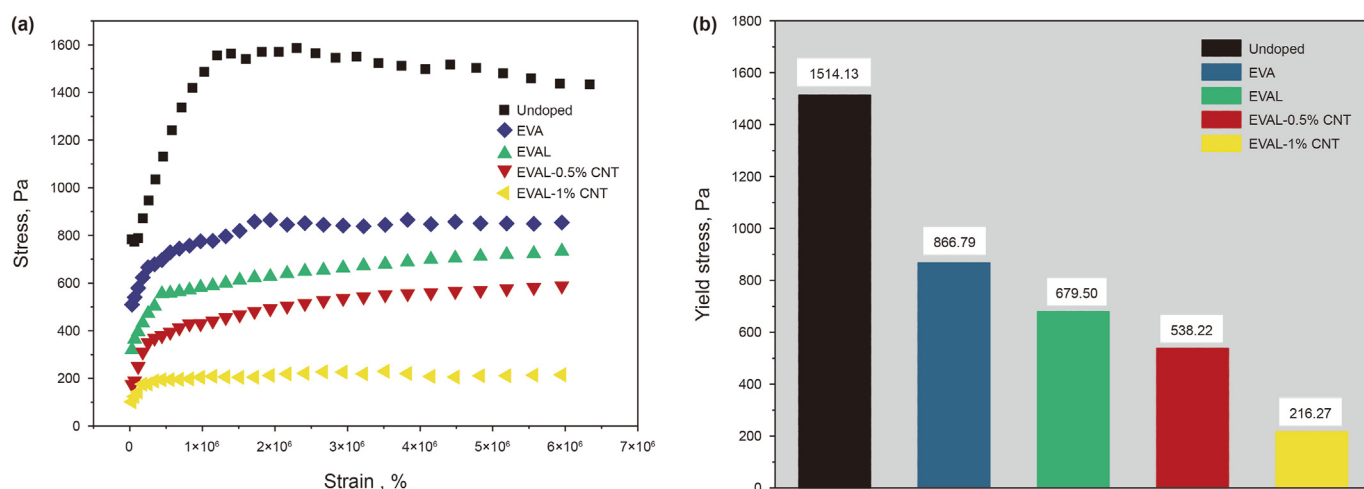 (a)
Stress, Pa
1600
1400
1200
1000
800
600
400
200
0
0
1×10⁶
2×10⁶
3×10⁶
4×10⁶
5×10⁶
6×10⁶
7×10⁶
Strain , %
Undoped
EVA
EVAL
EVAL-0.5% CNT
EVAL-1% CNT
(b)
Yield stress, Pa
1800
1600
1400
1200
1000
800
600
400
200
0
1514.13
866.79
679.50
538.22
216.27
Undoped
EVA
EVAL
EVAL-0.5% CNT
EVAL-1% CNT